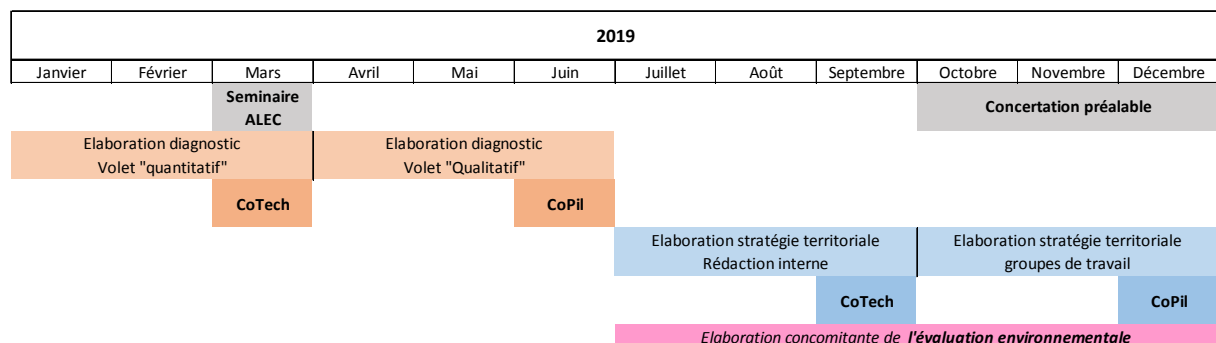 2019
Janvier Février Mars Avril Mai Juin Juillet Août Septembre Octobre Novembre Décembre
Seminaire
ALEC
Concertation préalable
Elaboration diagnostic
Volet "quantitatif"
Elaboration diagnostic
Volet "Qualitatif"
CoTech
CoPil
Elaboration stratégie territoriale
Rédaction interne
Elaboration stratégie territoriale
groupes de travail
CoTech
CoPil
Elaboration concomitante de l'évaluation environnementale